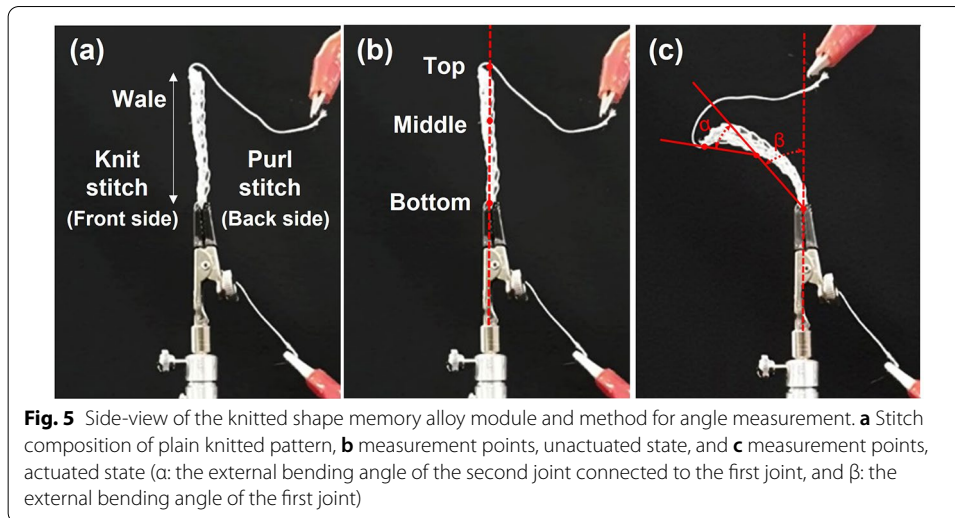 (a)
Wale
Knit
stitch
(Front side)
Purl
stitch
(Back side)
(b)
Top
Middle
Bottom
(c)
α
β
Fig. 5 Side-view of the knitted shape memory alloy module and method for angle measurement. a Stitch
composition of plain knitted pattern, b measurement points, unactuated state, and c measurement points,
actuated state (α: the external bending angle of the second joint connected to the first joint, and β: the
external bending angle of the first joint)